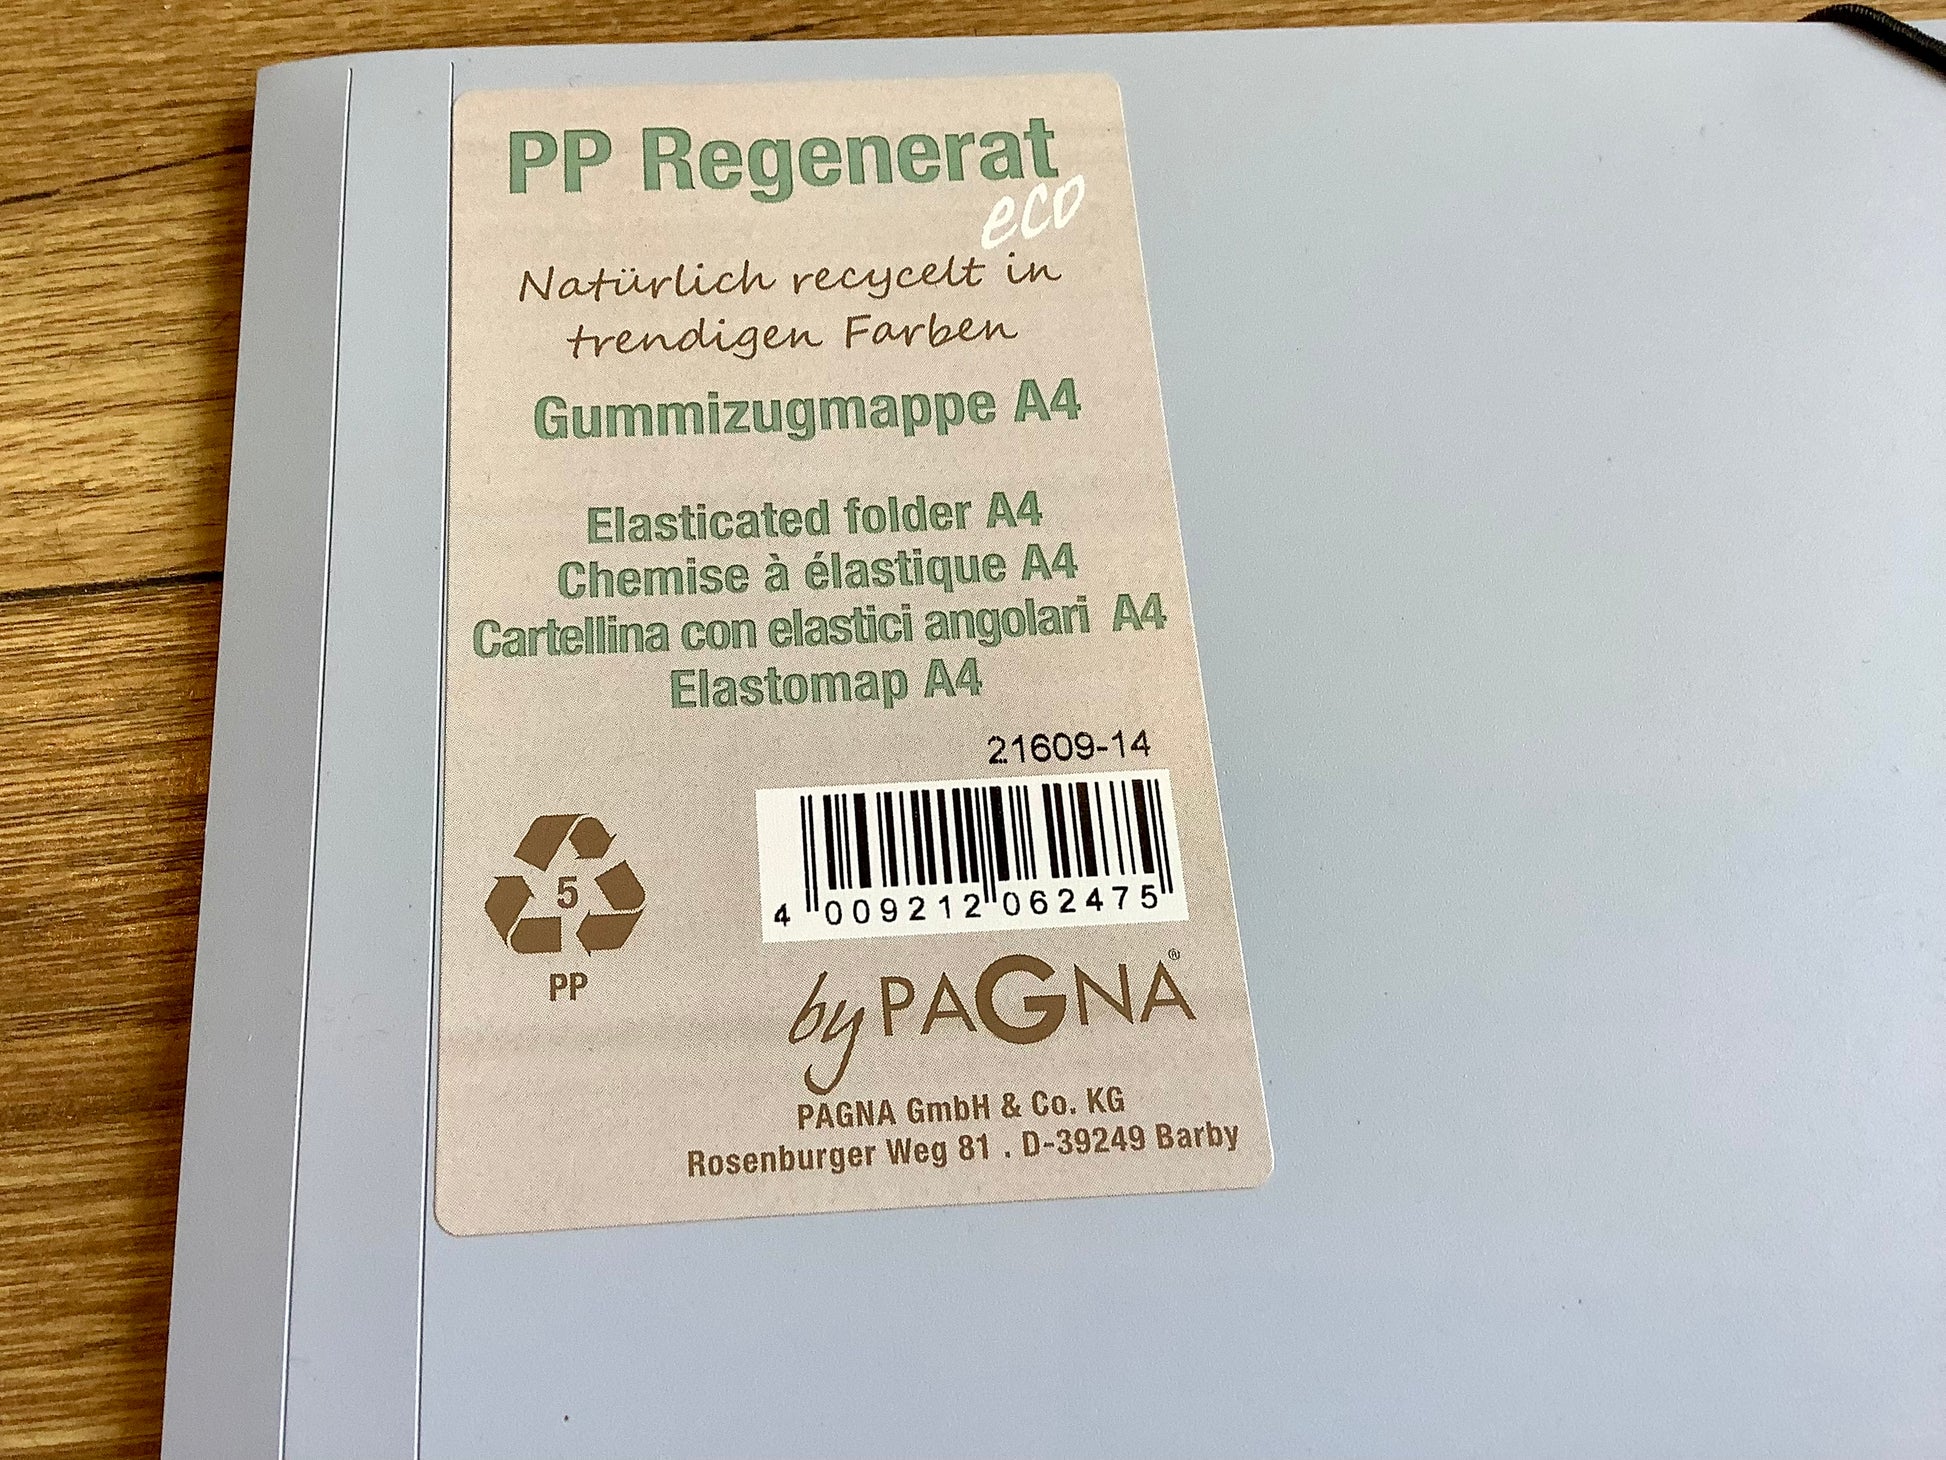 PP Regenerat
eco
Natürlich recycelt in
trendigen Farben
Gummizugmappe A4
Elasticated folder A4
Chemise à élastique A4
Cartellina con elastici angolari A4
Elastomap A4
21609-14
4 009212 062475
5
PP
by PAGNA®
PAGNA GmbH & Co. KG
Rosenburger Weg 81 . D-39249 Barby